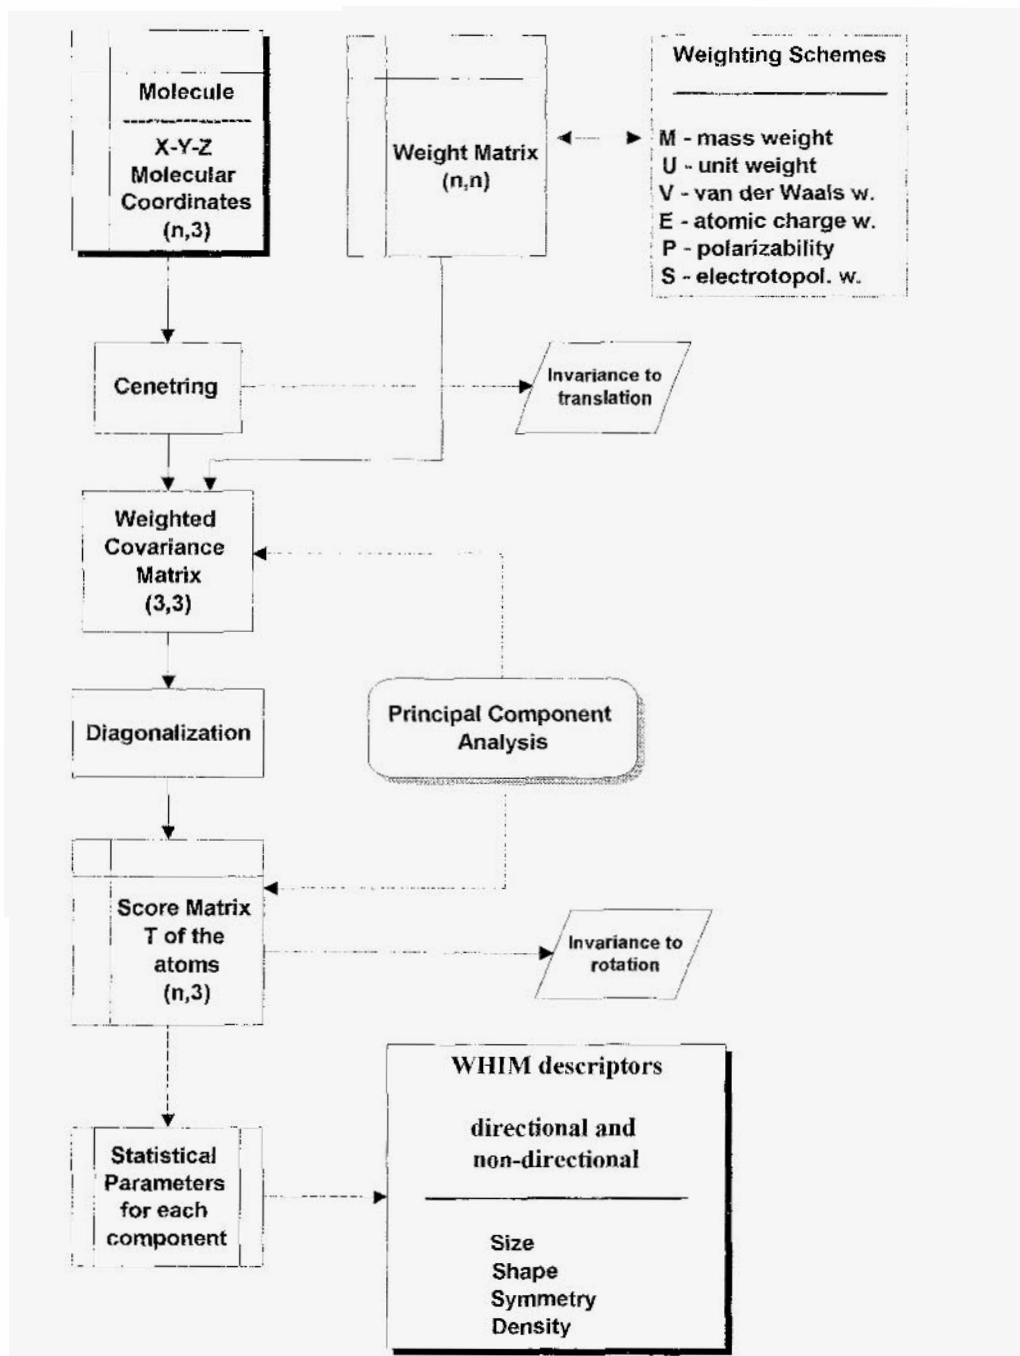 Molecule
X-Y-Z
Molecular
Coordinates
(n,3)
Weight Matrix
(n,n)
Weighting Schemes
M - mass weight
U - unit weight
V - van der Waals w.
E - atomic charge w.
P - polarizability
S - electrotopol. w.
Cenetring
Invariance to
translation
Weighted
Covariance
Matrix
(3,3)
Diagonalization
Principal Component
Analysis
Score Matrix
T of the
atoms
(n,3)
Invariance to
rotation
Statistical
Parameters
for each
component
WHIM descriptors
directional and
non-directional
Size
Shape
Symmetry
Density